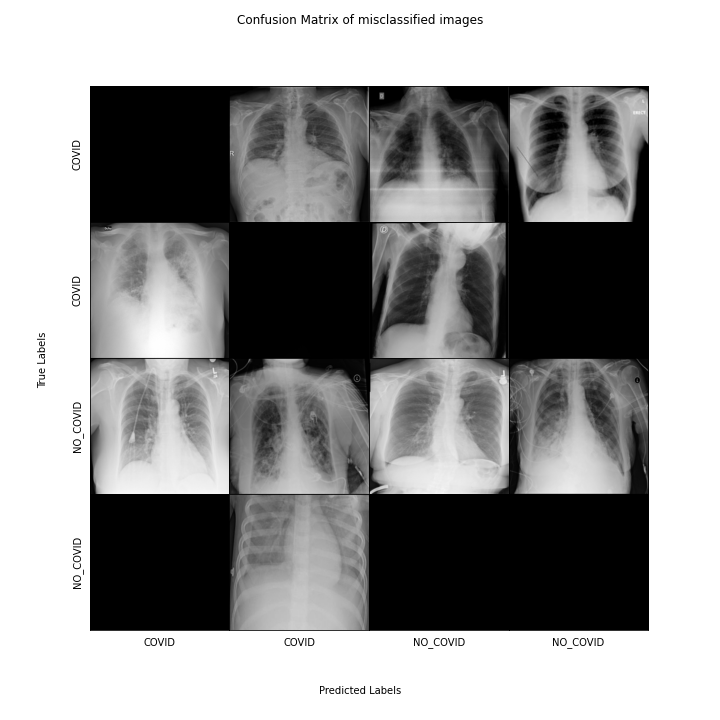 Confusion Matrix of misclassified images
COVID
COVID
NO_COVID
NO_COVID
True Labels
R
L
COVID
COVID
NO_COVID
NO_COVID
Predicted Labels